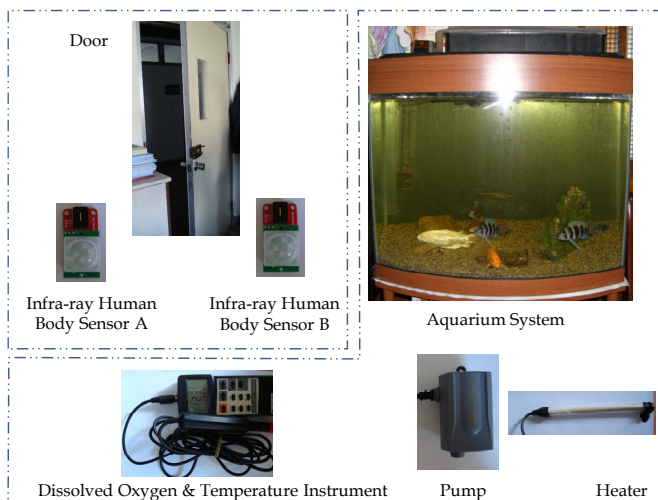 Door
Infra-ray Human
Body Sensor A
Infra-ray Human
Body Sensor B
Aquarium System
Dissolved Oxygen & Temperature Instrument
Pump
Heater